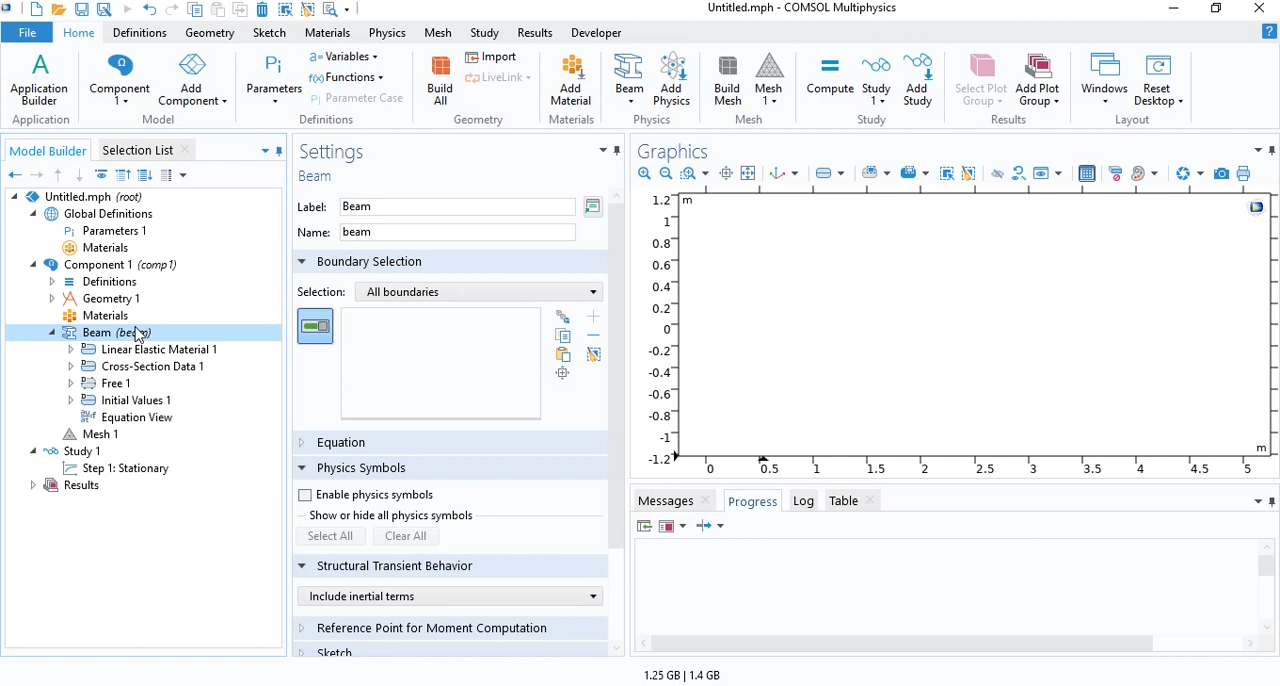 Untitled.mph - COMSOL Multiphysics
File Home Definitions Geometry Sketch Materials Physics Mesh Study Results Developer
Application Builder
Component 1
Add Component
Pi Parameters
a= Variables
f(x) Functions
Pi Parameter Case
Build All
Import
LiveLink
Add Material
Beam
Add Physics
Build Mesh
Mesh 1
Compute
Study 1
Add Study
Select Plot Group
Add Plot Group
Windows
Reset Desktop
Application Model Definitions Geometry Materials Physics Mesh Study Results Layout
Model Builder Selection List
Untitled.mph (root)
Global Definitions
Pi Parameters 1
Materials
Component 1 (comp1)
Definitions
Geometry 1
Materials
Beam (beam)
Linear Elastic Material 1
Cross-Section Data 1
Free 1
Initial Values 1
Equation View
Mesh 1
Study 1
Step 1: Stationary
Results
Settings
Beam
Label: Beam
Name: beam
Boundary Selection
Selection: All boundaries
Equation
Physics Symbols
Enable physics symbols
Show or hide all physics symbols
Select All Clear All
Structural Transient Behavior
Include inertial terms
Reference Point for Moment Computation
Sketch
Graphics
m
1.2
1
0.8
0.6
0.4
0.2
0
-0.2
-0.4
-0.6
-0.8
-1
-1.2
m
0 0.5 1 1.5 2 2.5 3 3.5 4 4.5 5
Messages Progress Log Table
1.25 GB | 1.4 GB